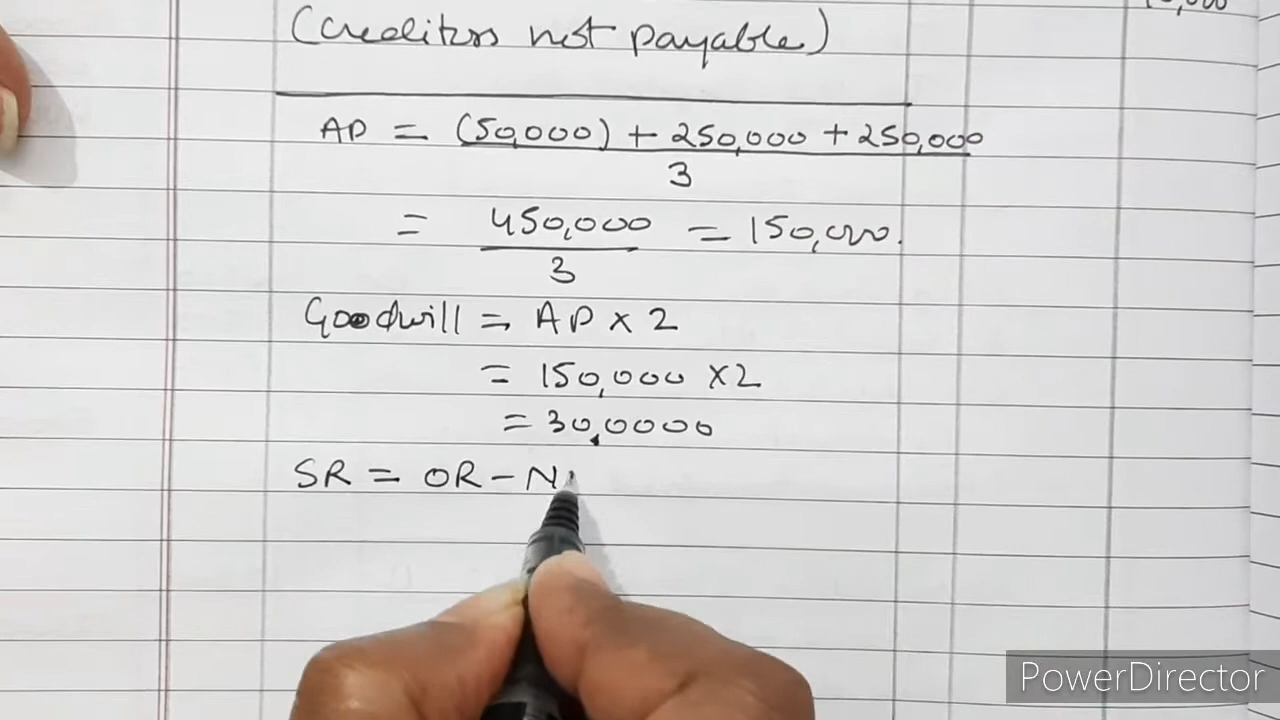 (Creditors not payable)
AP = (50,000) + 250,000 + 250,000
3
= 450,000 = 150,000.
3
Goodwill = AP × 2
= 150,000 × 2
= 30,0000
SR = OR - N
PowerDirector